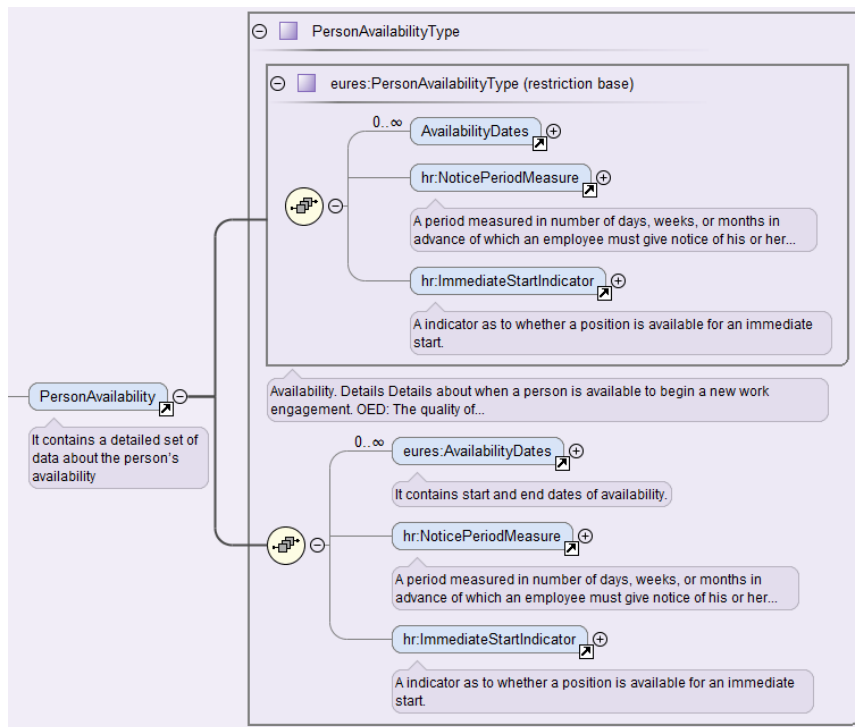 PersonAvailabilityType
eures:PersonAvailabilityType (restriction base)
0..∞
AvailabilityDates
hr:NoticePeriodMeasure
A period measured in number of days, weeks, or months in
advance of which an employee must give notice of his or her...
hr:ImmediateStartIndicator
A indicator as to whether a position is available for an immediate
start.
Availability. Details Details about when a person is available to begin a new work
engagement. OED: The quality of...
PersonAvailability
It contains a detailed set of
data about the person's
availability
0..∞
eures:AvailabilityDates
It contains start and end dates of availability.
hr:NoticePeriodMeasure
A period measured in number of days, weeks, or months in
advance of which an employee must give notice of his or her...
hr:ImmediateStartIndicator
A indicator as to whether a position is available for an immediate
start.